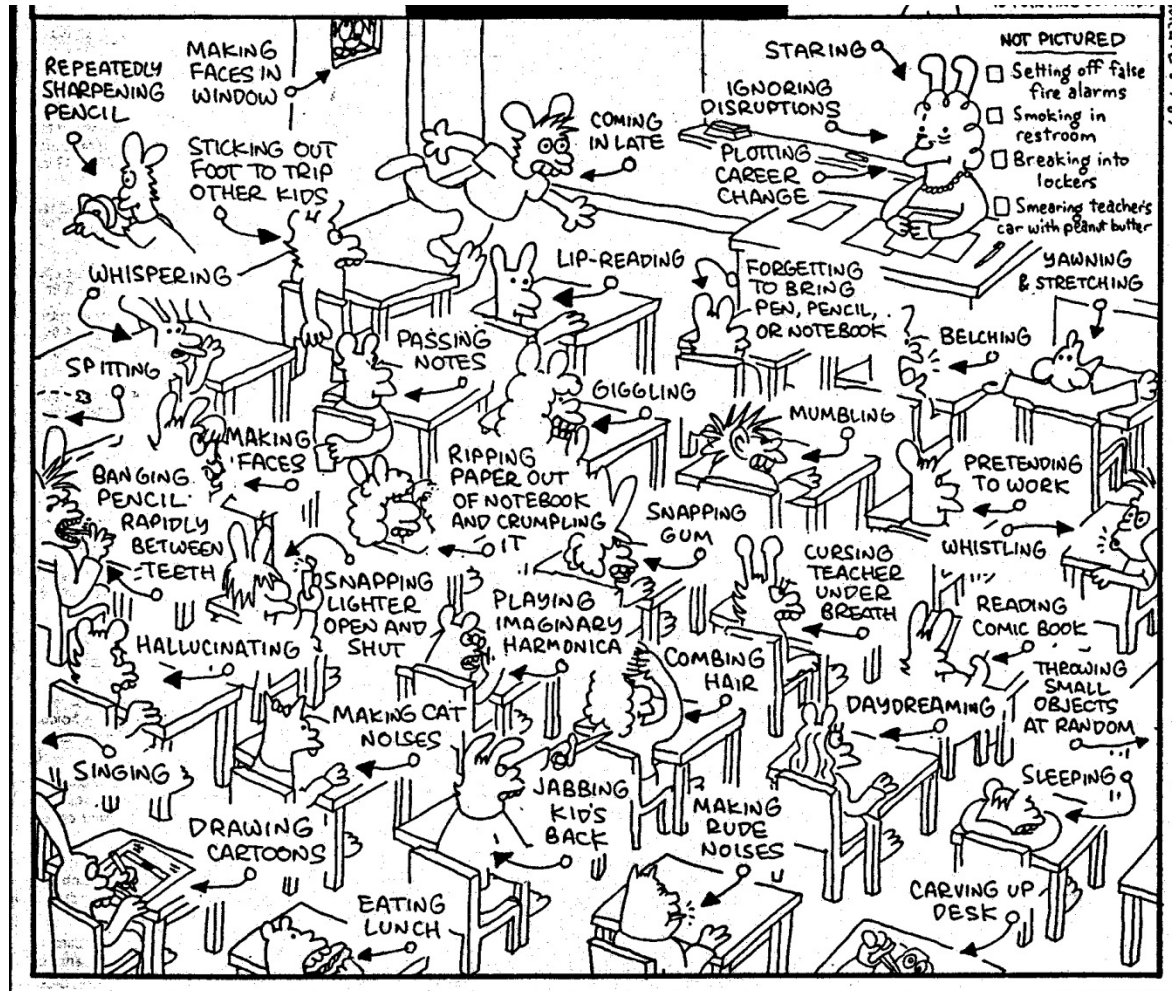 REPEATEDLY
SHARPENING
PENCIL
MAKING
FACES IN
WINDOW
STICKING OUT
FOOT TO TRIP
OTHER KIDS
COMING
IN LATE
STARING
IGNORING
DISRUPTIONS
PLOTTING
CAREER
CHANGE
NOT PICTURED
Setting off false
fire alarms
Smoking in
restroom
Breaking into
lockers
Smearing teacher's
car with peanut butter
WHISPERING
LIP-READING
FORGETTING
TO BRING
PEN, PENCIL,
OR NOTEBOOK
YAWNING
& STRETCHING
BELCHING
SPITTING
PASSING
NOTES
GIGGLING
MUMBLING
MAKING
FACES
BANGING
PENCIL
RAPIDLY
BETWEEN
TEETH
RIPPING
PAPER OUT
OF NOTEBOOK
AND CRUMPLING
IT
SNAPPING
GUM
PRETENDING
TO WORK
WHISTLING
SNAPPING
LIGHTER
OPEN AND
SHUT
PLAYING
IMAGINARY
HARMONICA
CURSING
TEACHER
UNDER
BREATH
READING
COMIC BOOK
HALLUCINATING
COMBING
HAIR
THROWING
SMALL
OBJECTS
AT RANDOM
MAKING CAT
NOISES
DAYDREAMING
SINGING
JABBING
KID'S
BACK
MAKING
RUDE
NOISES
SLEEPING
DRAWING
CARTOONS
EATING
LUNCH
CARVING UP
DESK